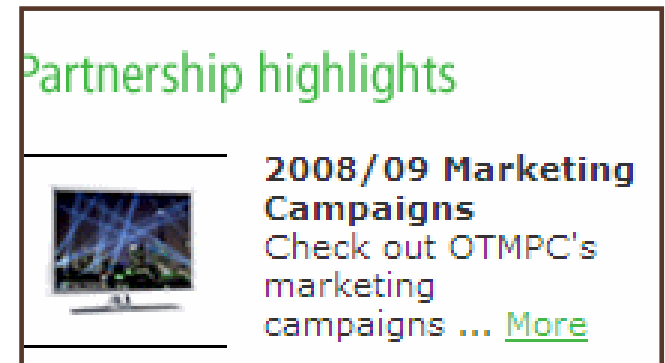 Partnership highlights
2008/09 Marketing
Campaigns
Check out OTMPC's
marketing
campaigns ... More